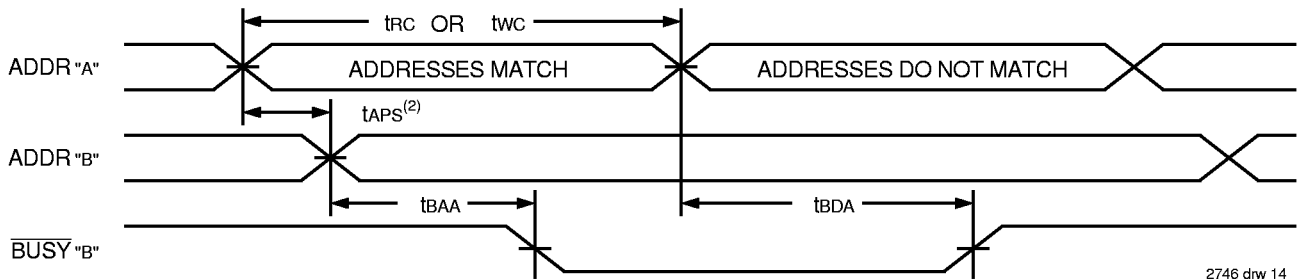 tRC OR tWC
ADDR "A"
ADDRESSES MATCH
ADDRESSES DO NOT MATCH
tAPS(2)
ADDR "B"
tBAA
tBDA
BUSY "B"
2746 drw 14